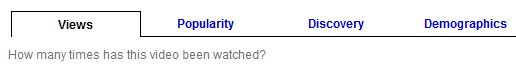 Views Popularity Discovery Demographics
How many times has this video been watched?